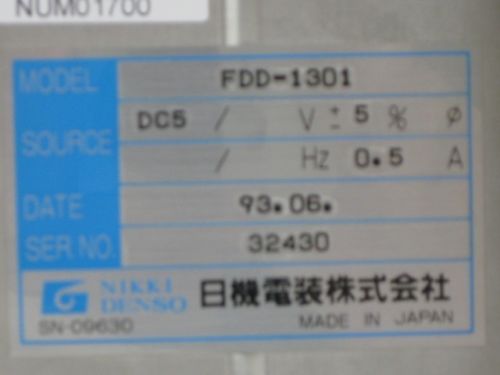 NUM01700
MODEL FDD-1301
SOURCE DC5 / V ± 5 % ø
/ Hz 0.5 A
DATE 93.06.
SER.NO. 32430
NIKKI DENSO 日機電装株式会社
SN-09630 MADE IN JAPAN